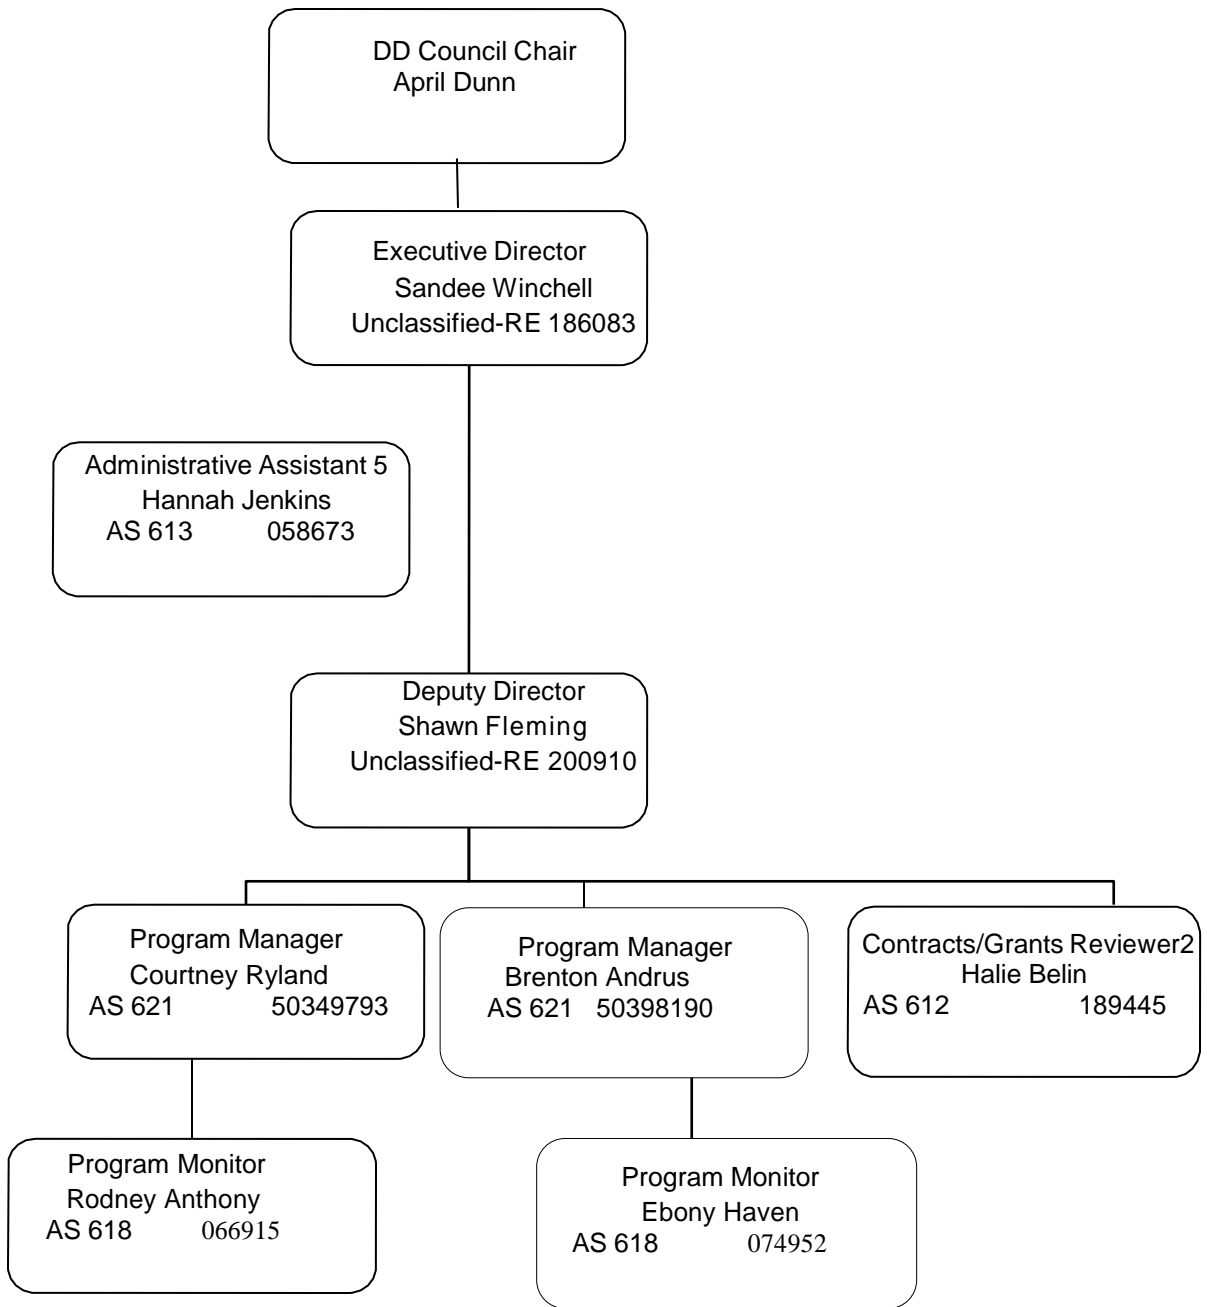 DD Council Chair
April Dunn
Executive Director
Sandee Winchell
Unclassified-RE 186083
Administrative Assistant 5
Hannah Jenkins
AS 613 058673
Deputy Director
Shawn Fleming
Unclassified-RE 200910
Program Manager
Courtney Ryland
AS 621 50349793
Program Manager
Brenton Andrus
AS 621 50398190
Contracts/Grants Reviewer2
Halie Belin
AS 612 189445
Program Monitor
Rodney Anthony
AS 618 066915
Program Monitor
Ebony Haven
AS 618 074952